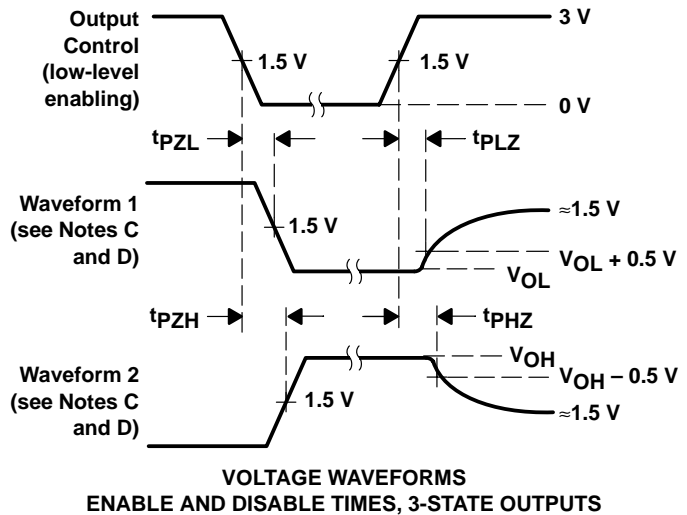 Output
Control
(low-level
enabling)
3 V
1.5 V
1.5 V
0 V
tPZL
tPLZ
Waveform 1
(see Notes C
and D)
1.5 V
≈1.5 V
VOL + 0.5 V
VOL
tPZH
tPHZ
Waveform 2
(see Notes C
and D)
1.5 V
VOH
VOH – 0.5 V
≈1.5 V
VOLTAGE WAVEFORMS
ENABLE AND DISABLE TIMES, 3-STATE OUTPUTS